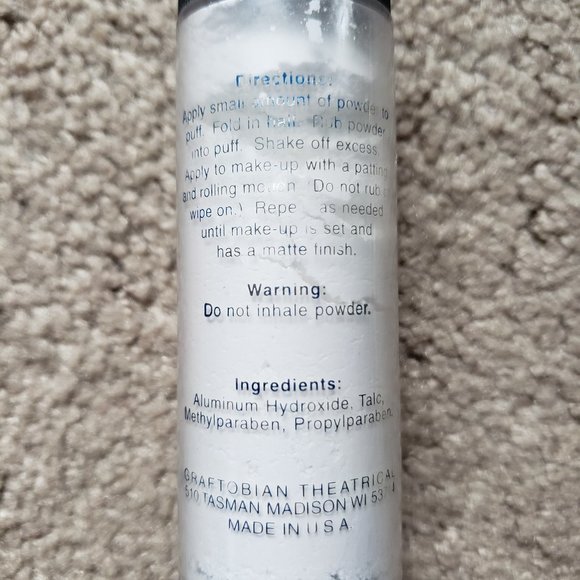 Directions:
Apply small amount of powder to
puff. Fold in half. Rub powder
into puff. Shake off excess.
Apply to make-up with a patting
and rolling motion. (Do not rub
wipe on.) Repeat as needed
until make-up is set and
has a matte finish.
Warning:
Do not inhale powder.
Ingredients:
Aluminum Hydroxide, Talc,
Methylparaben, Propylparaben.
GRAFTOBIAN THEATRICAL
510 TASMAN MADISON WI
MADE IN U S A